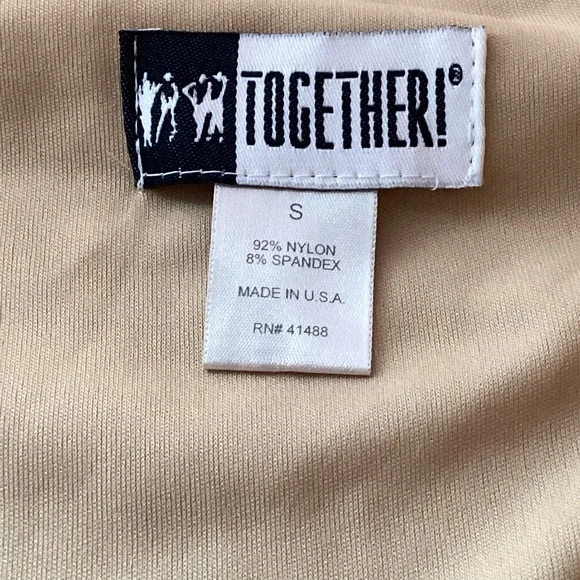 TOGETHER!®
S
92% NYLON
8% SPANDEX
MADE IN U.S.A.
RN# 41488